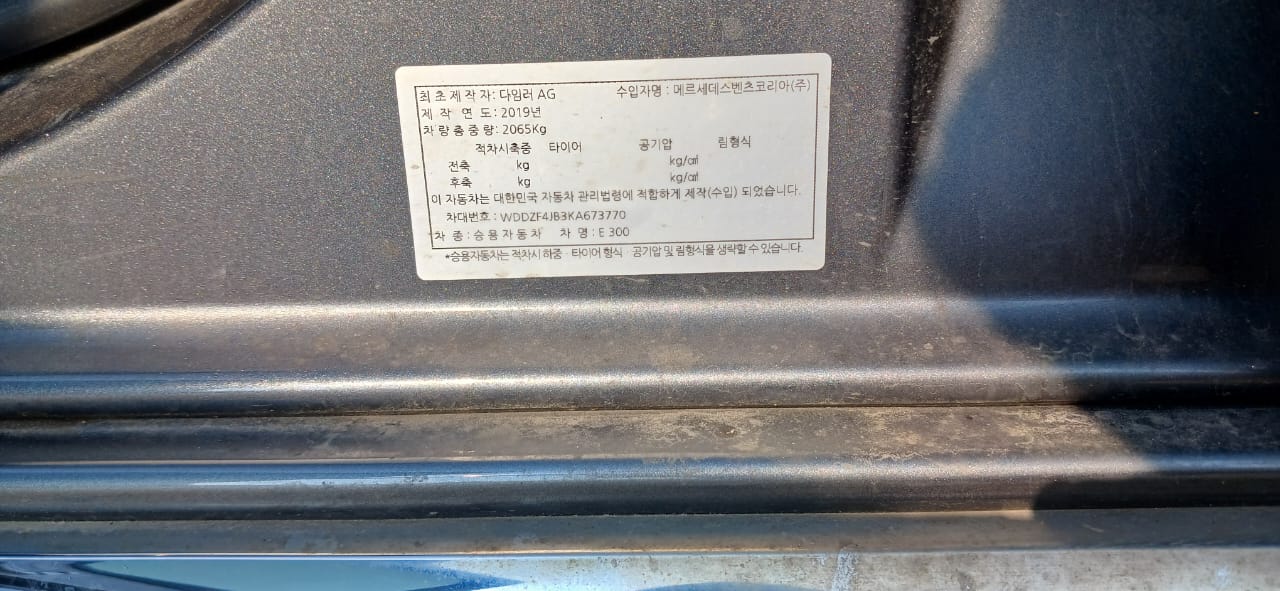 최초제작자: 다임러 AG 수입자명 : 메르세데스벤츠코리아(주)
제 작 연 도 : 2019년
차량총중량: 2065Kg
적차시축중 타이어 공기압 림형식
전축 kg kg/㎠
후축 kg kg/㎠
이 자동차는 대한민국 자동차 관리법령에 적합하게 제작(수입) 되었습니다.
차대번호 : WDDZF4JB3KA673770
차 종 : 승용자동차 차 명 : E 300
*승용자동차는 적차시 하중 · 타이어 형식 · 공기압 및 림형식을 생략할 수 있습니다.